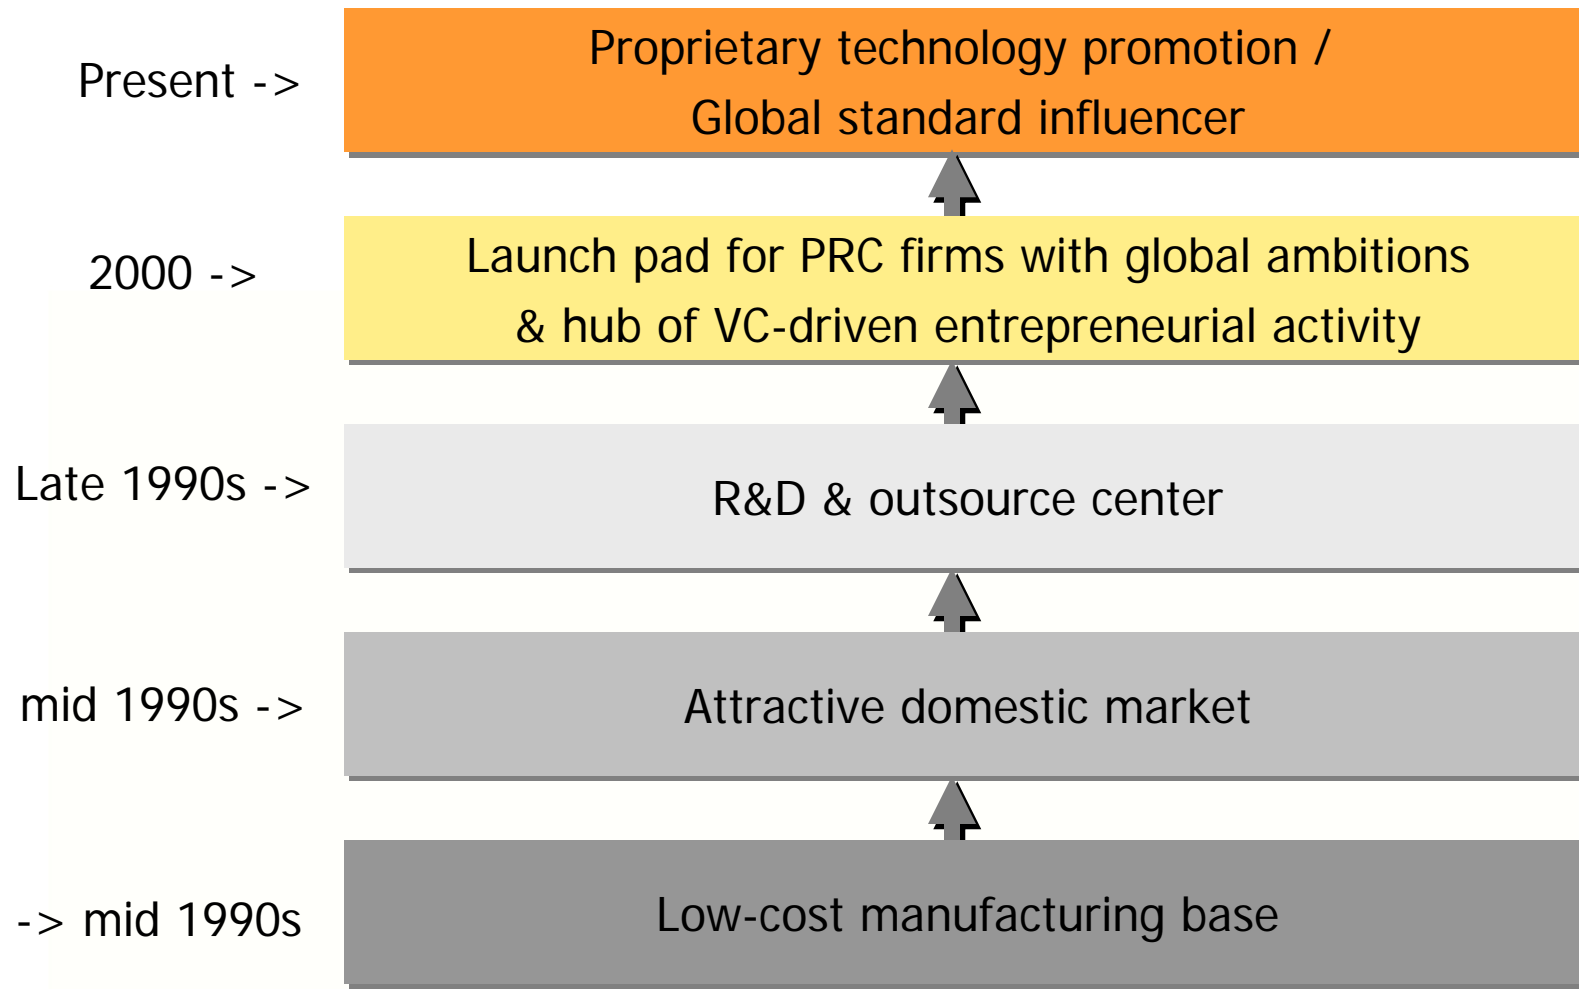 Present ->
Proprietary technology promotion /
Global standard influencer
2000 ->
Launch pad for PRC firms with global ambitions
& hub of VC-driven entrepreneurial activity
Late 1990s ->
R&D & outsource center
mid 1990s ->
Attractive domestic market
-> mid 1990s
Low-cost manufacturing base